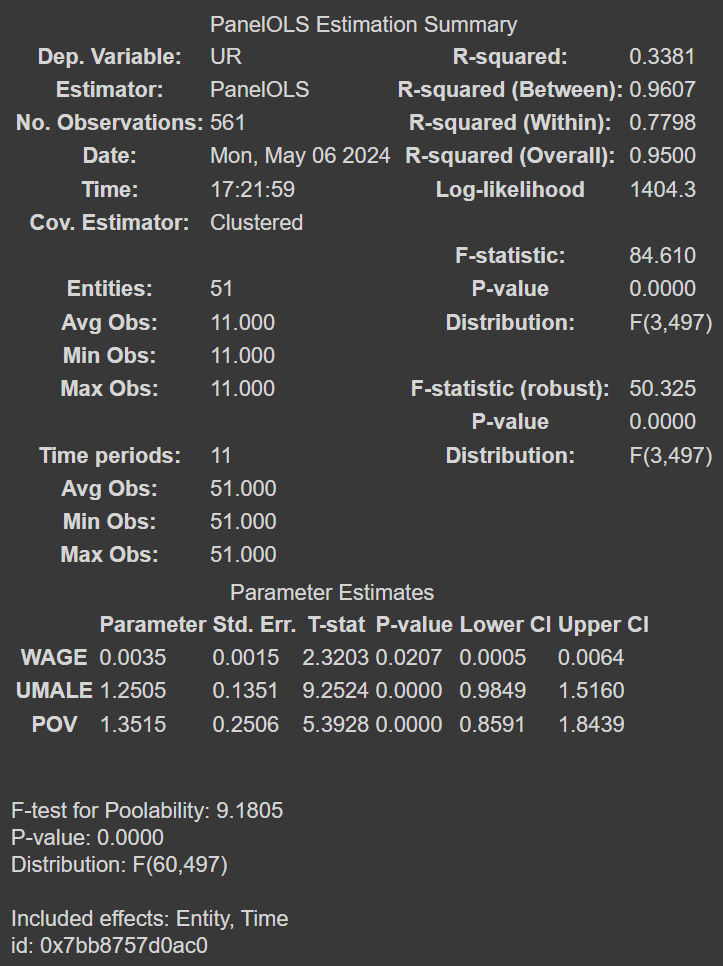 PanelOLS Estimation Summary
Dep. Variable: UR R-squared: 0.3381
Estimator: PanelOLS R-squared (Between): 0.9607
No. Observations: 561 R-squared (Within): 0.7798
Date: Mon, May 06 2024 R-squared (Overall): 0.9500
Time: 17:21:59 Log-likelihood 1404.3
Cov. Estimator: Clustered
F-statistic: 84.610
Entities: 51 P-value 0.0000
Avg Obs: 11.000 Distribution: F(3,497)
Min Obs: 11.000
Max Obs: 11.000 F-statistic (robust): 50.325
P-value 0.0000
Time periods: 11 Distribution: F(3,497)
Avg Obs: 51.000
Min Obs: 51.000
Max Obs: 51.000
Parameter Estimates
Parameter Std. Err. T-stat P-value Lower CI Upper CI
WAGE 0.0035 0.0015 2.3203 0.0207 0.0005 0.0064
UMALE 1.2505 0.1351 9.2524 0.0000 0.9849 1.5160
POV 1.3515 0.2506 5.3928 0.0000 0.8591 1.8439
F-test for Poolability: 9.1805
P-value: 0.0000
Distribution: F(60,497)
Included effects: Entity, Time
id: 0x7bb8757d0ac0